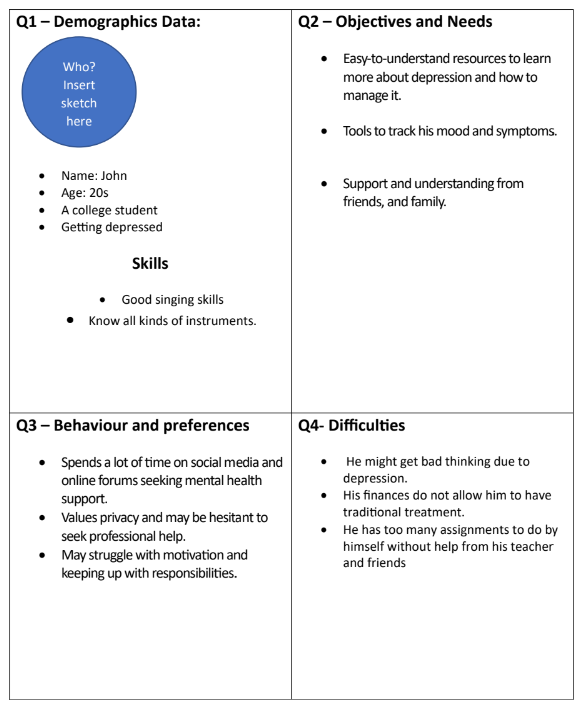 Q1 – Demographics Data:
Who?
Insert
sketch
here
• Name: John
• Age: 20s
• A college student
• Getting depressed
Skills
• Good singing skills
• Know all kinds of instruments.
Q2 – Objectives and Needs
• Easy-to-understand resources to learn
more about depression and how to
manage it.
• Tools to track his mood and symptoms.
• Support and understanding from
friends, and family.
Q3 – Behaviour and preferences
• Spends a lot of time on social media and
online forums seeking mental health
support.
• Values privacy and may be hesitant to
seek professional help.
• May struggle with motivation and
keeping up with responsibilities.
Q4- Difficulties
• He might get bad thinking due to
depression.
• His finances do not allow him to have
traditional treatment.
• He has too many assignments to do by
himself without help from his teacher
and friends